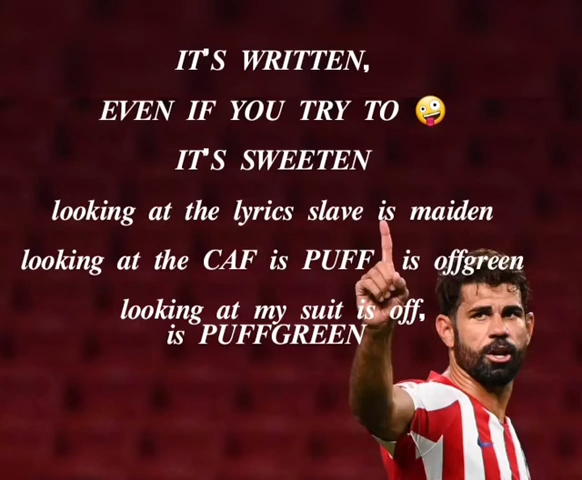 IT'S WRITTEN,
EVEN IF YOU TRY TO 🤪
IT'S SWEETEN
looking at the lyrics slave is maiden
looking at the CAF is PUFF is offgreen
looking at my suit is off,
is PUFFGREEN